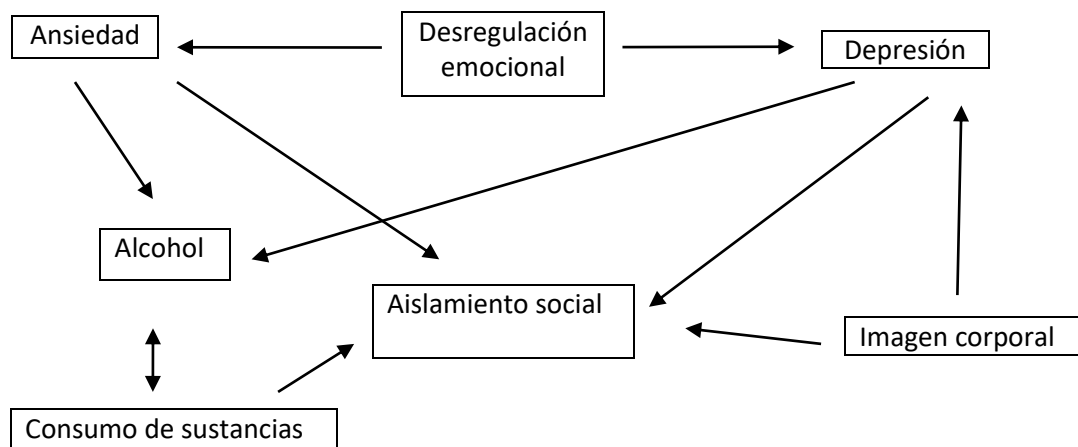 Ansiedad
Desregulación
emocional
Depresión
Alcohol
Aislamiento social
Imagen corporal
Consumo de sustancias